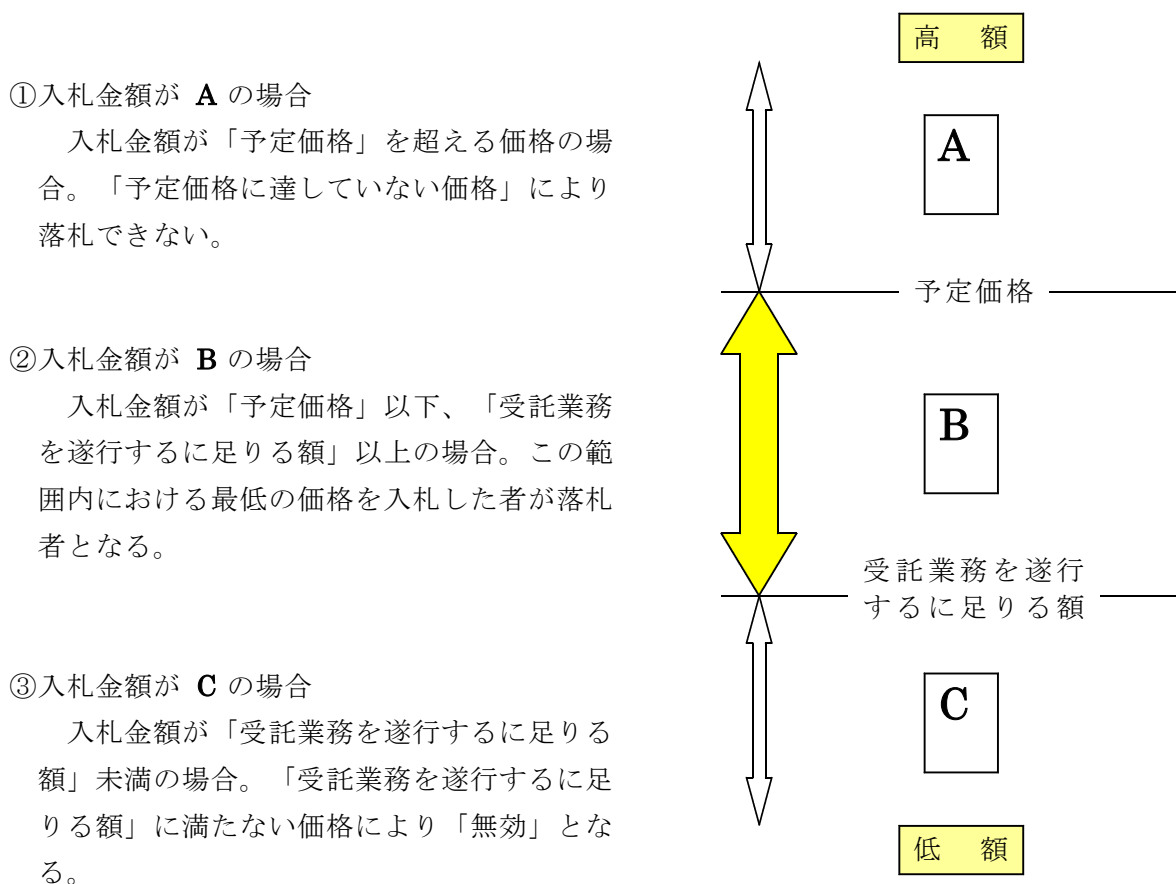 ①入札金額が A の場合
入札金額が「予定価格」を超える価格の場
合。「予定価格に達していない価格」により
落札できない。
②入札金額が B の場合
入札金額が「予定価格」以下、「受託業務
を遂行するに足りる額」以上の場合。この範
囲内における最低の価格を入札した者が落札
者となる。
③入札金額が C の場合
入札金額が「受託業務を遂行するに足りる
額」未満の場合。「受託業務を遂行するに足
りる額」に満たない価格により「無効」とな
る。
高　額
A
予定価格
B
受託業務を遂行
するに足りる額
C
低　額